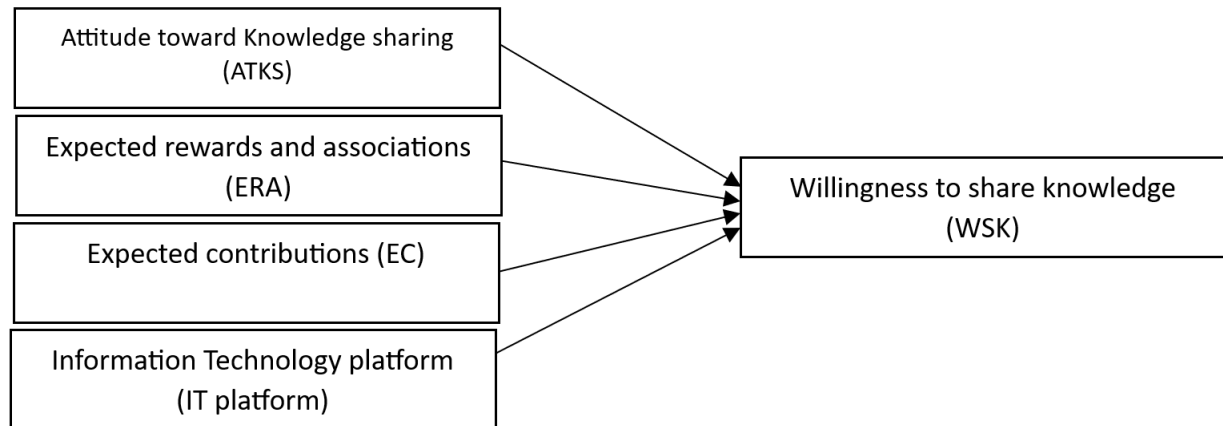 Attitude toward Knowledge sharing
(ATKS)
Expected rewards and associations
(ERA)
Expected contributions (EC)
Information Technology platform
(IT platform)
Willingness to share knowledge
(WSK)